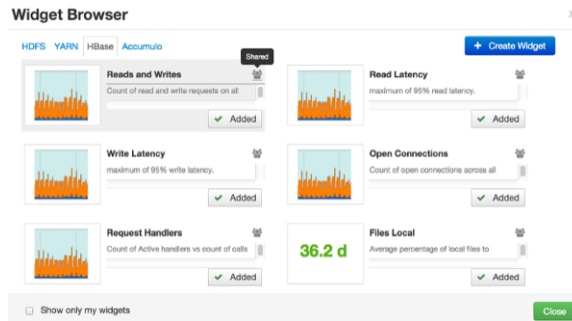 Widget Browser
HDFS YARN HBase Accumulo
Shared
+ Create Widget
Reads and Writes
Count of read and write requests on all
✓ Added
Read Latency
maximum of 95% read latency.
✓ Added
Write Latency
maximum of 95% write latency.
✓ Added
Open Connections
Count of open connections across all
✓ Added
Request Handlers
Count of Active handlers vs count of calls
✓ Added
36.2 d
Files Local
Average percentage of local files to
✓ Added
Show only my widgets
Close